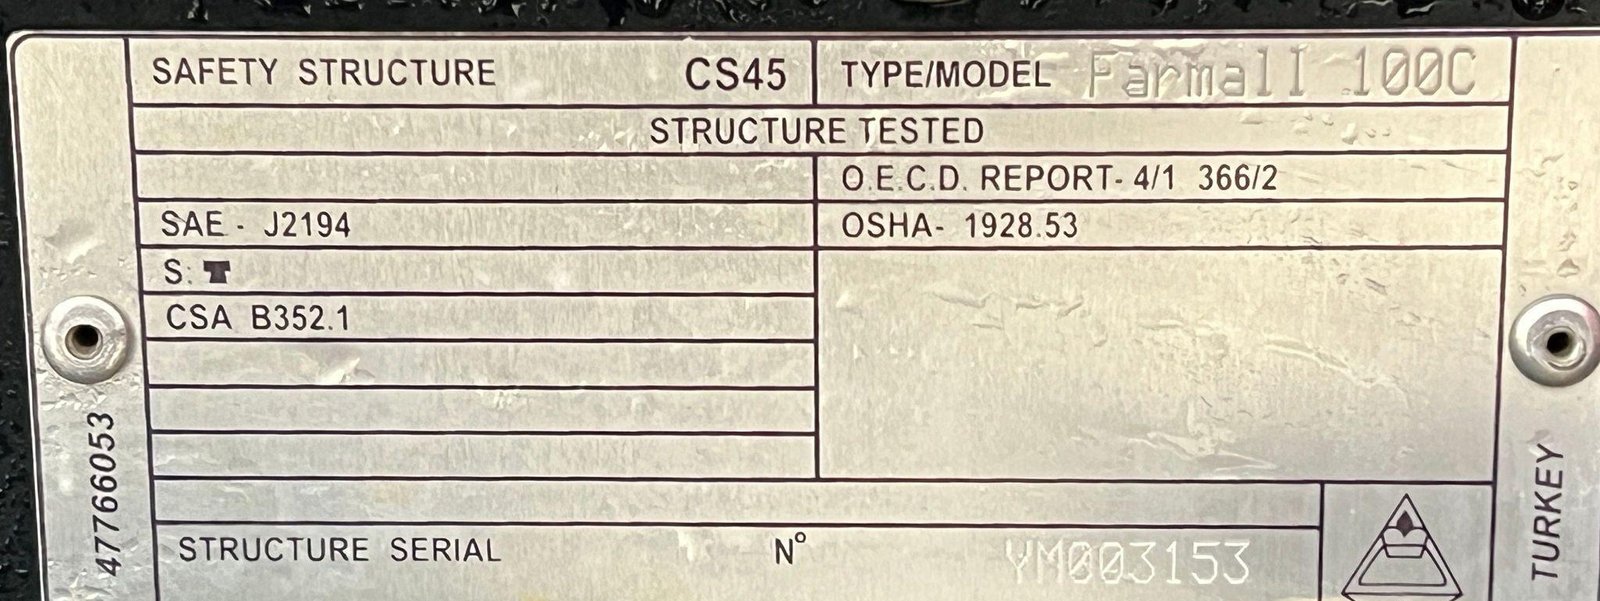 SAFETY STRUCTURE CS45 TYPE/MODEL Farmall 100C
STRUCTURE TESTED
O.E.C.D. REPORT- 4/1 366/2
SAE - J2194 OSHA- 1928.53
S:
CSA B352.1
STRUCTURE SERIAL N° YM003153
47766053
TURKEY